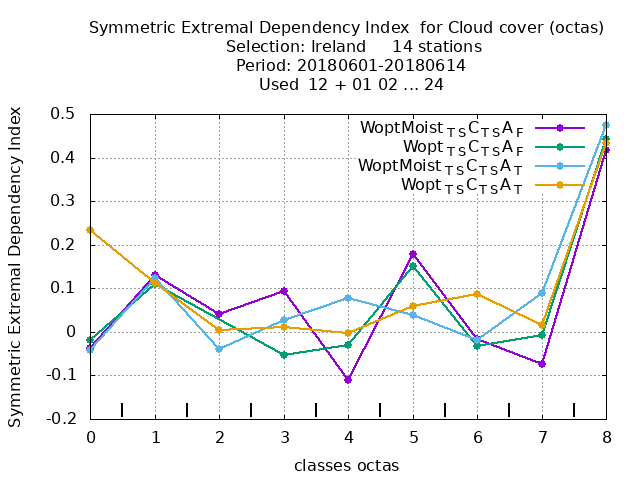 Symmetric Extremal Dependency Index for Cloud cover (octas)
Selection: Ireland 14 stations
Period: 20180601-20180614
Used 12 + 01 02 ... 24
Symmetric Extremal Dependency Index
0.5
0.4
0.3
0.2
0.1
0
-0.1
-0.2
WoptMoist TS C TS A F
Wopt TS C TS A F
WoptMoist TS C TS A T
Wopt TS C TS A T
0 1 2 3 4 5 6 7 8
classes octas